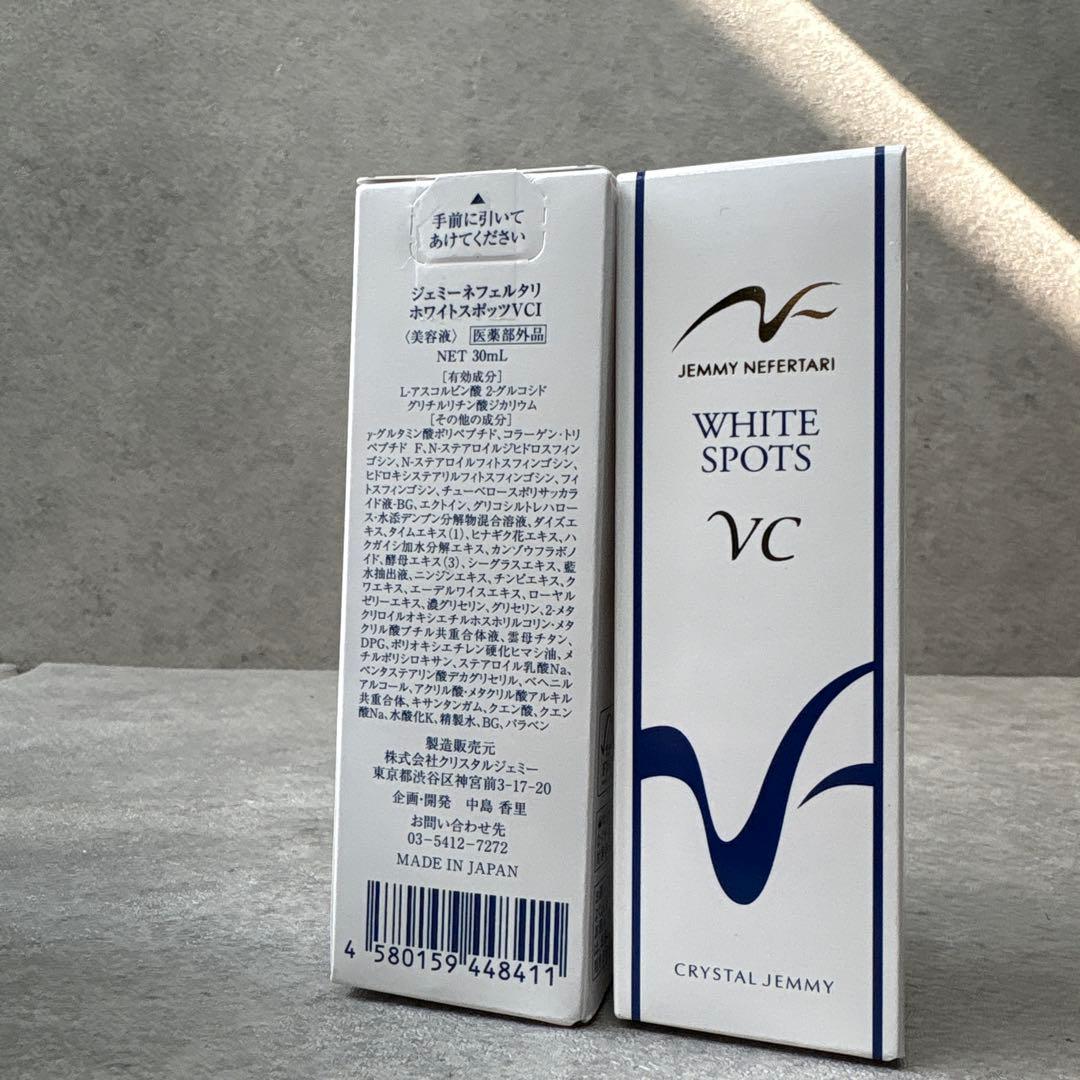 手前に引いて
あけてください
ジェミーネフェルタリ
ホワイトスポッツVCI
〈美容液〉 医薬部外品
NET 30mL
[有効成分]
L-アスコルビン酸 2-グルコシド
グリチルリチン酸ジカリウム
[その他の成分]
γ-グルタミン酸ポリペプチド、コラーゲン・トリ
ペプチド F、N-ステアロイルジヒドロスフィン
ゴシン、N-ステアロイルフィトスフィンゴシン、
ヒドロキシステアリルフィトスフィンゴシン、フィ
トスフィンゴシン、チューベロースポリサッカラ
イド液-BG、エクトイン、グリコシルトレハロー
ス・水添デンプン分解物混合溶液、ダイズエ
キス、タイムエキス(1)、ヒナギク花エキス、ハ
クガイシ加水分解エキス、カンゾウフラボノ
イド、酵母エキス(3)、シーグラスエキス、藍
水抽出液、ニンジンエキス、チンピエキス、ク
ワエキス、エーデルワイスエキス、ローヤル
ゼリーエキス、濃グリセリン、グリセリン、2-メタ
クリロイルオキシエチルホスホリルコリン・メタ
クリル酸ブチル共重合体液、雲母チタン、
DPG、ポリオキシエチレン硬化ヒマシ油、メ
チルポリシロキサン、ステアロイル乳酸Na、
ペンタステアリン酸デカグリセリル、ベヘニル
アルコール、アクリル酸・メタクリル酸アルキル
共重合体、キサンタンガム、クエン酸、クエン
酸Na、水酸化K、精製水、BG、パラベン
製造販売元
株式会社クリスタルジェミー
東京都渋谷区神宮前3-17-20
企画・開発 中島 香里
お問い合わせ先
03-5412-7272
MADE IN JAPAN
4 580159 448411
JEMMY NEFERTARI
WHITE
SPOTS
VC
CRYSTAL JEMMY